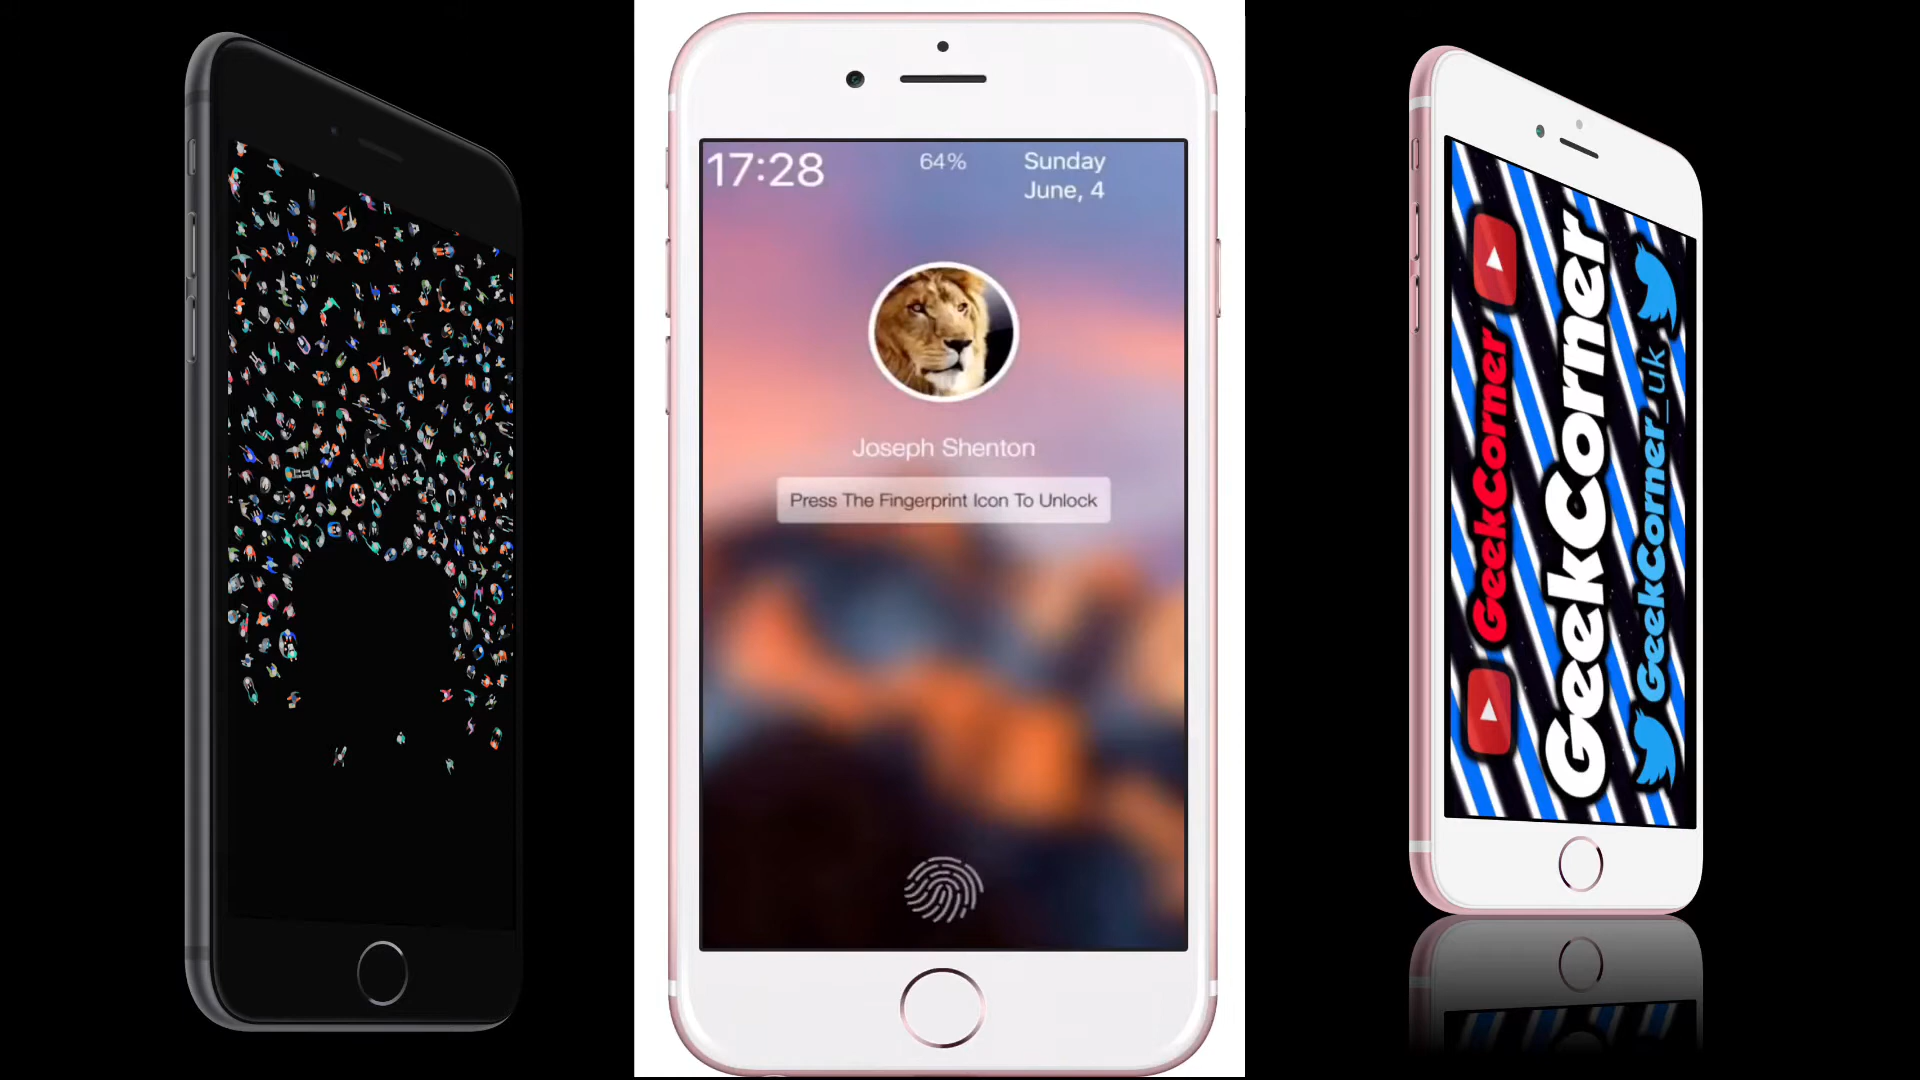 17:28
64%
Sunday
June, 4
Joseph Shenton
Press The Fingerprint Icon To Unlock
GeekCorner
GeekCorner
GeekCorner_uk